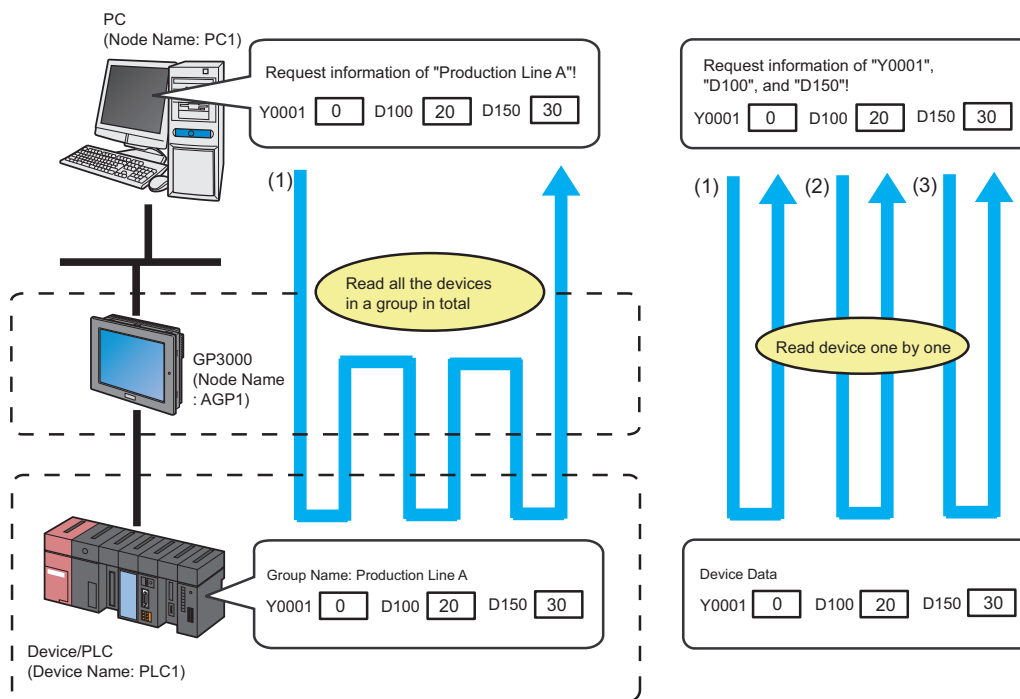 PC
(Node Name: PC1)
Request information of "Production Line A"!
Y0001 0 D100 20 D150 30
Request information of "Y0001",
"D100", and "D150"!
Y0001 0 D100 20 D150 30
(1)
(1) (2) (3)
Read all the devices
in a group in total
Read device one by one
GP3000
(Node Name
: AGP1)
Group Name: Production Line A
Y0001 0 D100 20 D150 30
Device Data
Y0001 0 D100 20 D150 30
Device/PLC
(Device Name: PLC1)